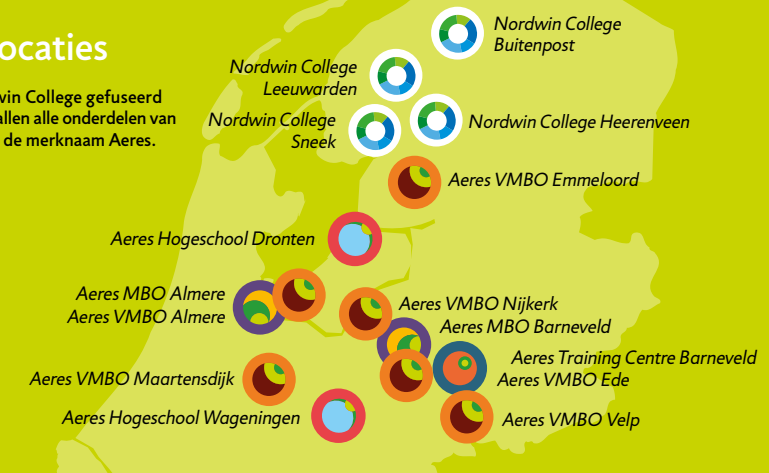 ocaties
win College gefuseerd
allen alle onderdelen van
de merknaam Aeres.
Nordwin College
Buitenpost
Nordwin College
Leeuwarden
Nordwin College
Sneek
Nordwin College Heerenveen
Aeres VMBO Emmeloord
Aeres Hogeschool Dronten
Aeres MBO Almere
Aeres VMBO Almere
Aeres VMBO Nijkerk
Aeres MBO Barneveld
Aeres Training Centre Barneveld
Aeres VMBO Ede
Aeres VMBO Maartensdijk
Aeres Hogeschool Wageningen
Aeres VMBO Velp